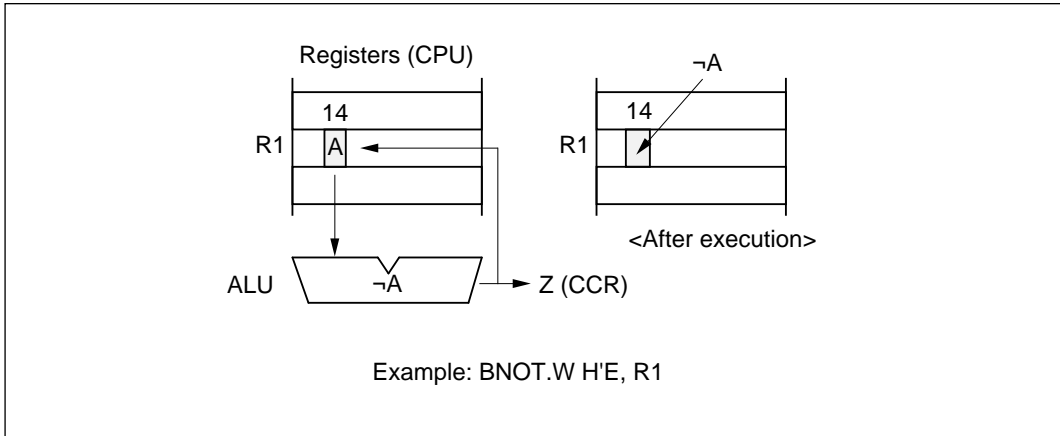 Registers (CPU)
¬A
14
14
R1
A
R1
<After execution>
ALU
¬A
Z (CCR)
Example: BNOT.W H'E, R1